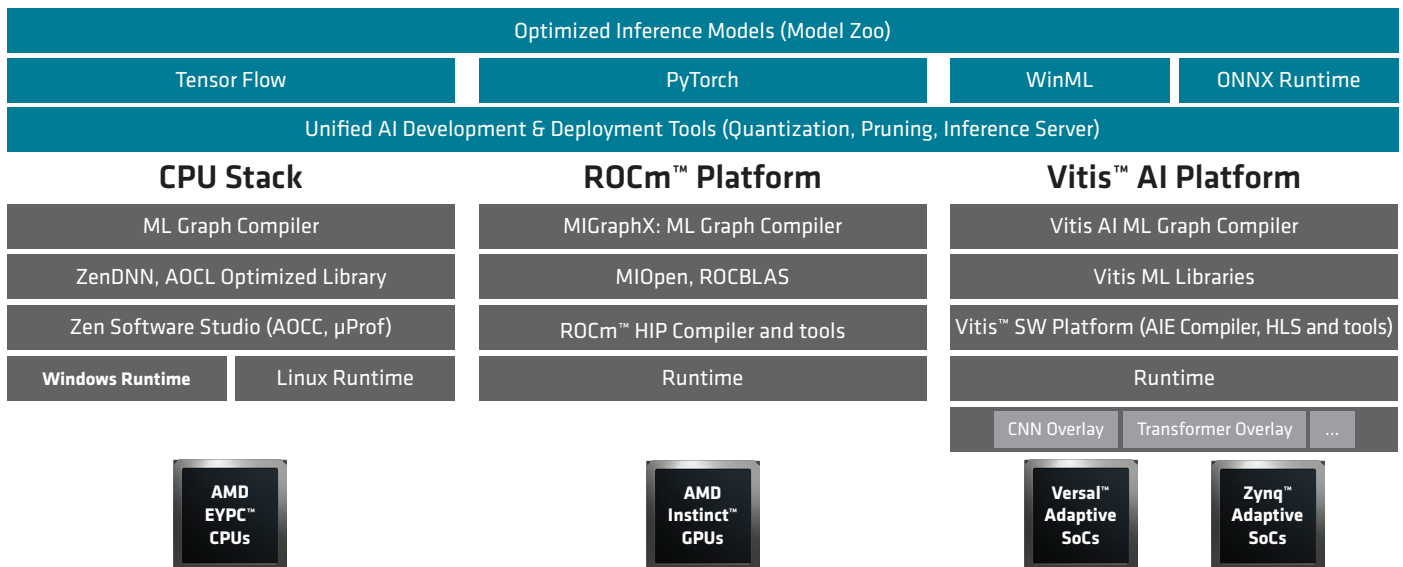 Optimized Inference Models (Model Zoo)
Tensor Flow
PyTorch
WinML
ONNX Runtime
Unified AI Development & Deployment Tools (Quantization, Pruning, Inference Server)
CPU Stack
ROCm™ Platform
Vitis™ AI Platform
ML Graph Compiler
MIGraphX: ML Graph Compiler
Vitis AI ML Graph Compiler
ZenDNN, AOCL Optimized Library
MIOpen, ROCBLAS
Vitis ML Libraries
Zen Software Studio (AOCC, µProf)
ROCm™ HIP Compiler and tools
Vitis™ SW Platform (AIE Compiler, HLS and tools)
Windows Runtime
Linux Runtime
Runtime
Runtime
CNN Overlay
Transformer Overlay
...
AMD
EYPC™
CPUs
AMD
Instinct™
GPUs
Versal™
Adaptive
SoCs
Zynq™
Adaptive
SoCs